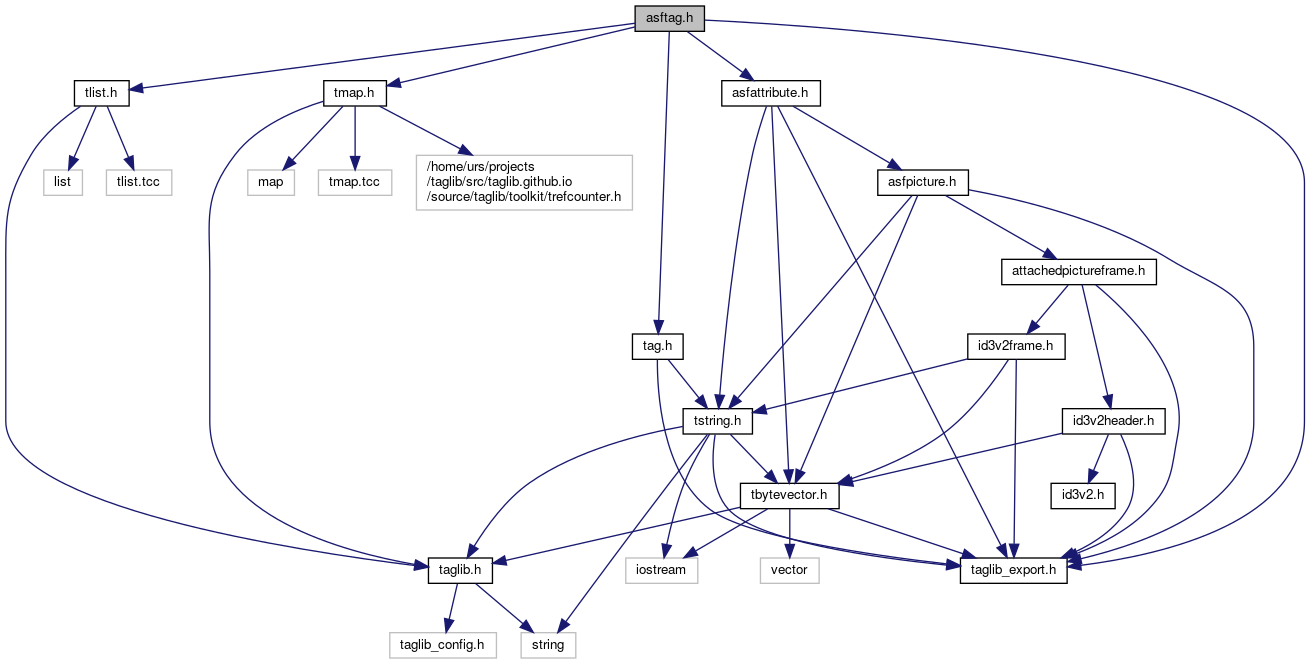 asftag.h
tlist.h
tmap.h
asfattribute.h
list
tlist.tcc
map
tmap.tcc
/home/urs/projects
/taglib/src/taglib.github.io
/source/taglib/toolkit/trefcounter.h
asfpicture.h
attachedpictureframe.h
tag.h
id3v2frame.h
tstring.h
id3v2header.h
tbytevector.h
id3v2.h
taglib.h
iostream
vector
taglib_export.h
taglib_config.h
string